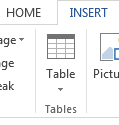 HOME INSERT
age
age
eak
Table
Pictu
Tables